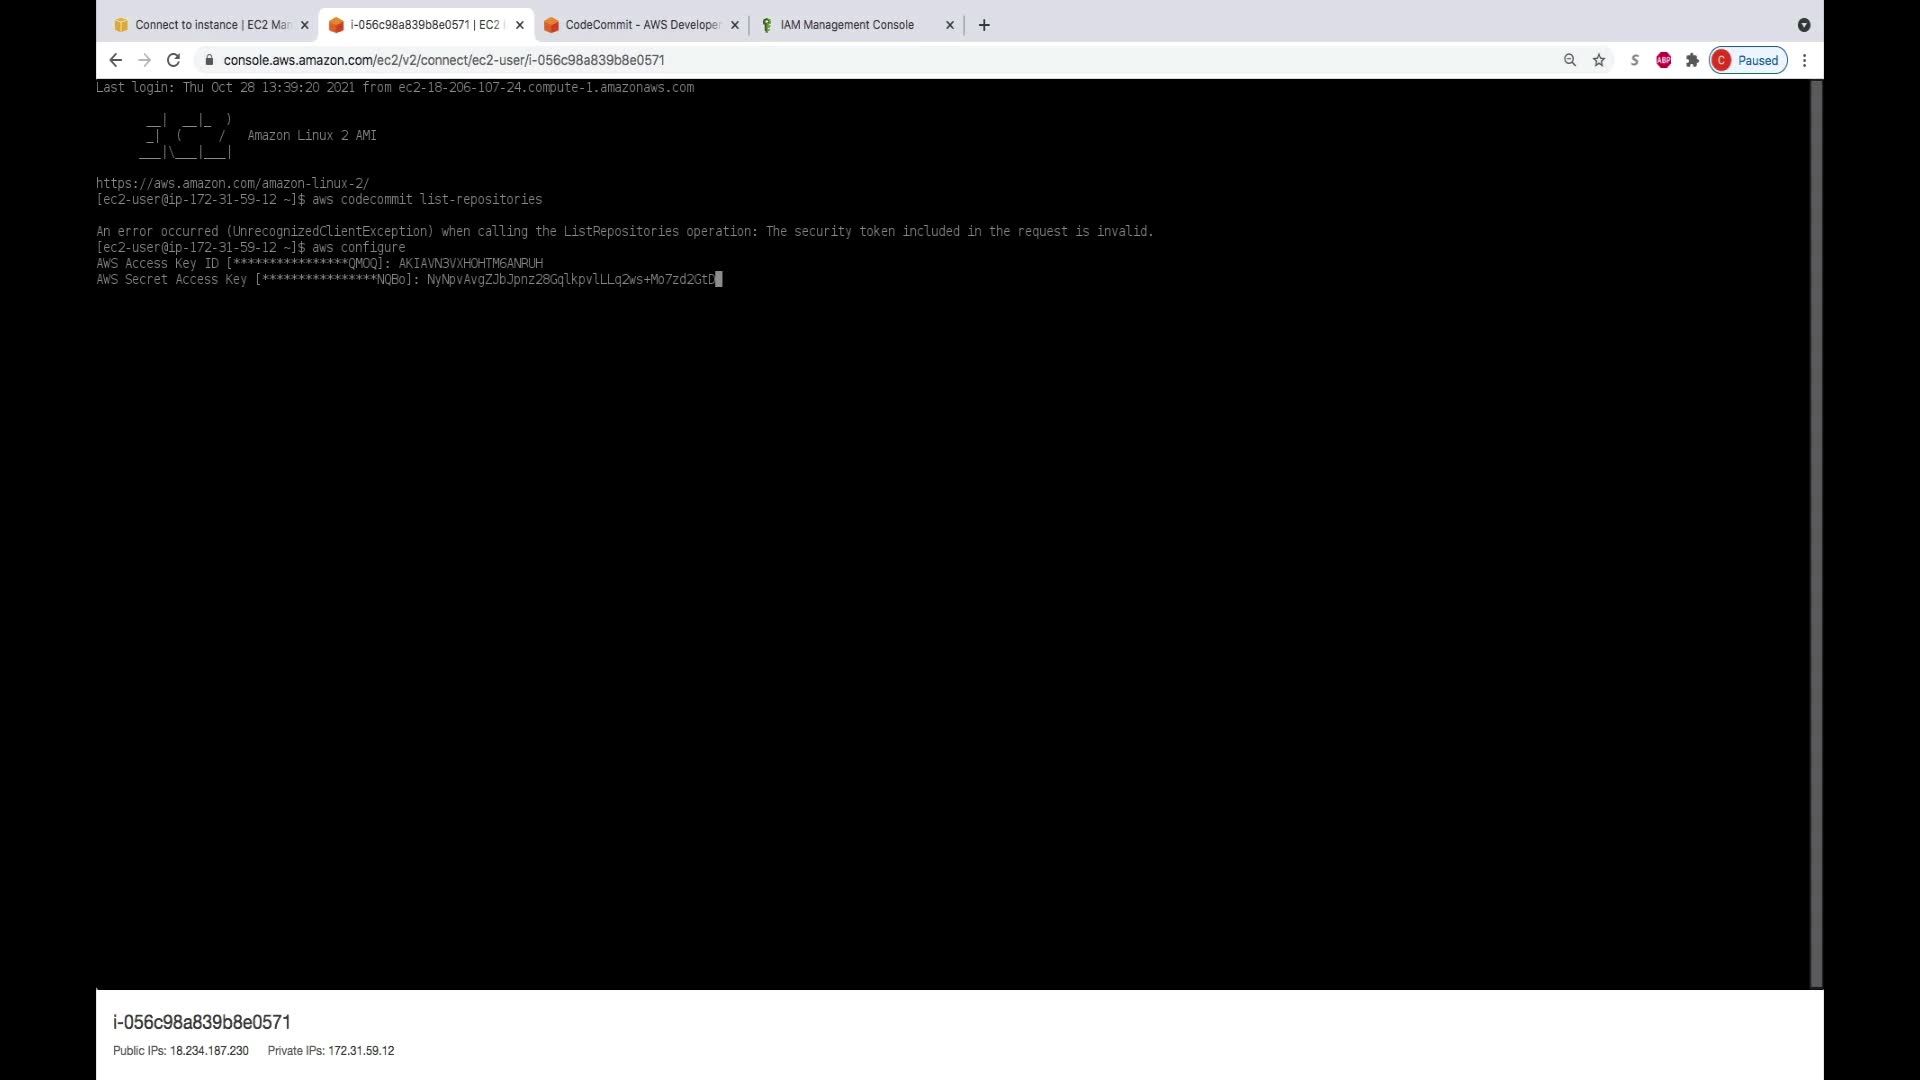 Connect to instance | EC2 Man
i-056c98a839b8e0571 | EC2
CodeCommit - AWS Developer
IAM Management Console
console.aws.amazon.com/ec2/v2/connect/ec2-user/i-056c98a839b8e0571
S
ABP
C
Paused
Last login: Thu Oct 28 13:39:20 2021 from ec2-18-206-107-24.compute-1.amazonaws.com
__| __|_ )
_| ( / Amazon Linux 2 AMI
___|\___|___|
https://aws.amazon.com/amazon-linux-2/
[ec2-user@ip-172-31-59-12 ~]$ aws codecommit list-repositories
An error occurred (UnrecognizedClientException) when calling the ListRepositories operation: The security token included in the request is invalid.
[ec2-user@ip-172-31-59-12 ~]$ aws configure
AWS Access Key ID [****************QMOQ]: [credential redacted]
AWS Secret Access Key [****************NQBo]: [credential redacted]
i-056c98a839b8e0571
Public IPs: 18.234.187.230 Private IPs: 172.31.59.12